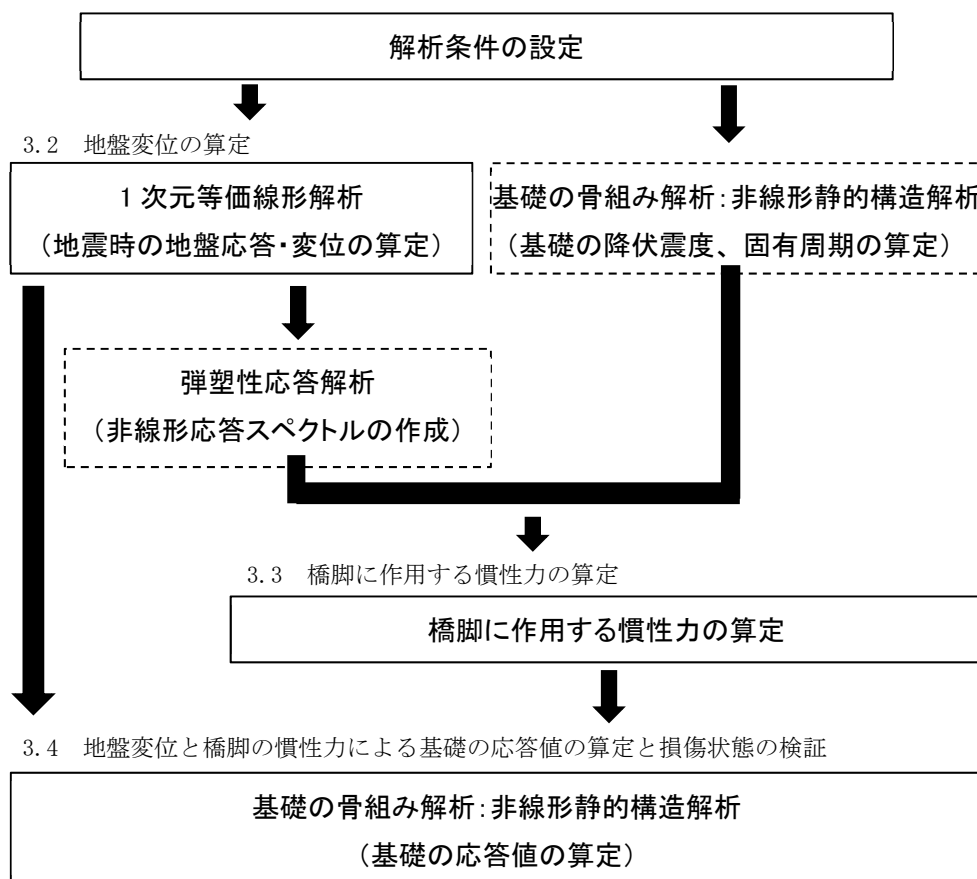 解析条件の設定
3.2 地盤変位の算定
1 次元等価線形解析
（地震時の地盤応答・変位の算定）
基礎の骨組み解析：非線形静的構造解析
（基礎の降伏震度、固有周期の算定）
弾塑性応答解析
（非線形応答スペクトルの作成）
3.3 橋脚に作用する慣性力の算定
橋脚に作用する慣性力の算定
3.4 地盤変位と橋脚の慣性力による基礎の応答値の算定と損傷状態の検証
基礎の骨組み解析：非線形静的構造解析
（基礎の応答値の算定）